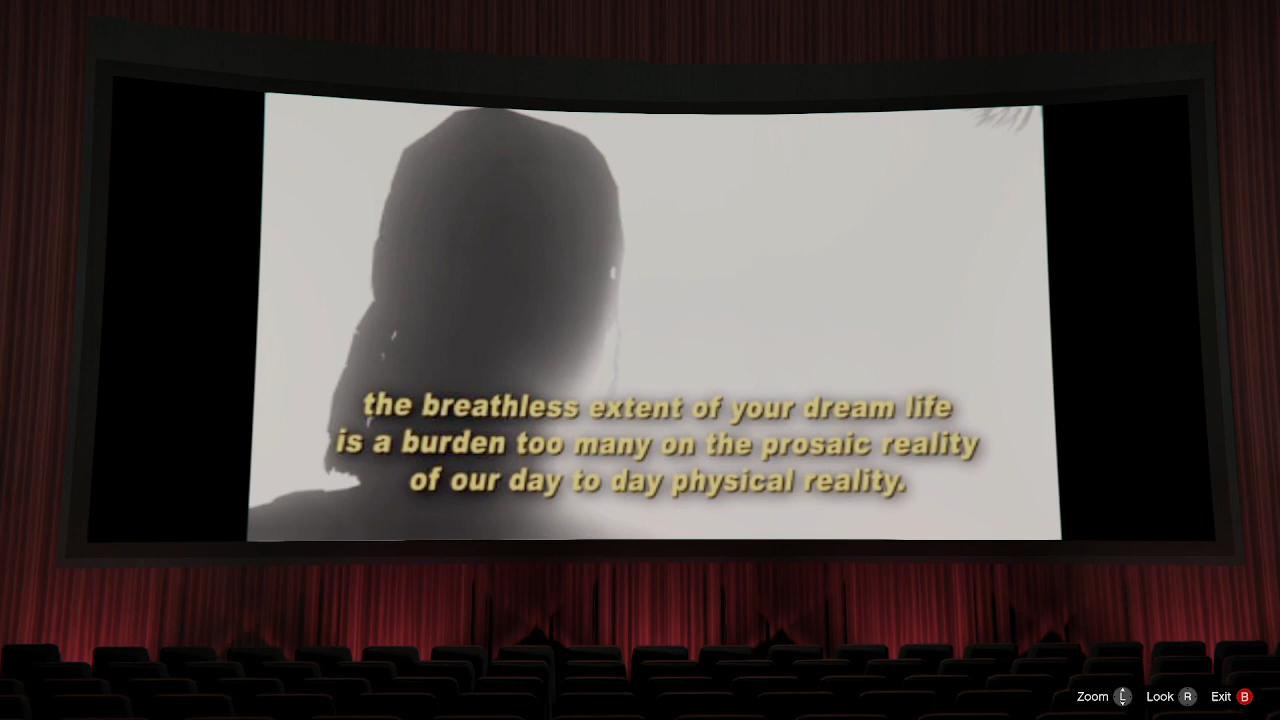 the breathless extent of your dream life
is a burden too many on the prosaic reality
of our day to day physical reality.
Zoom L Look R Exit B